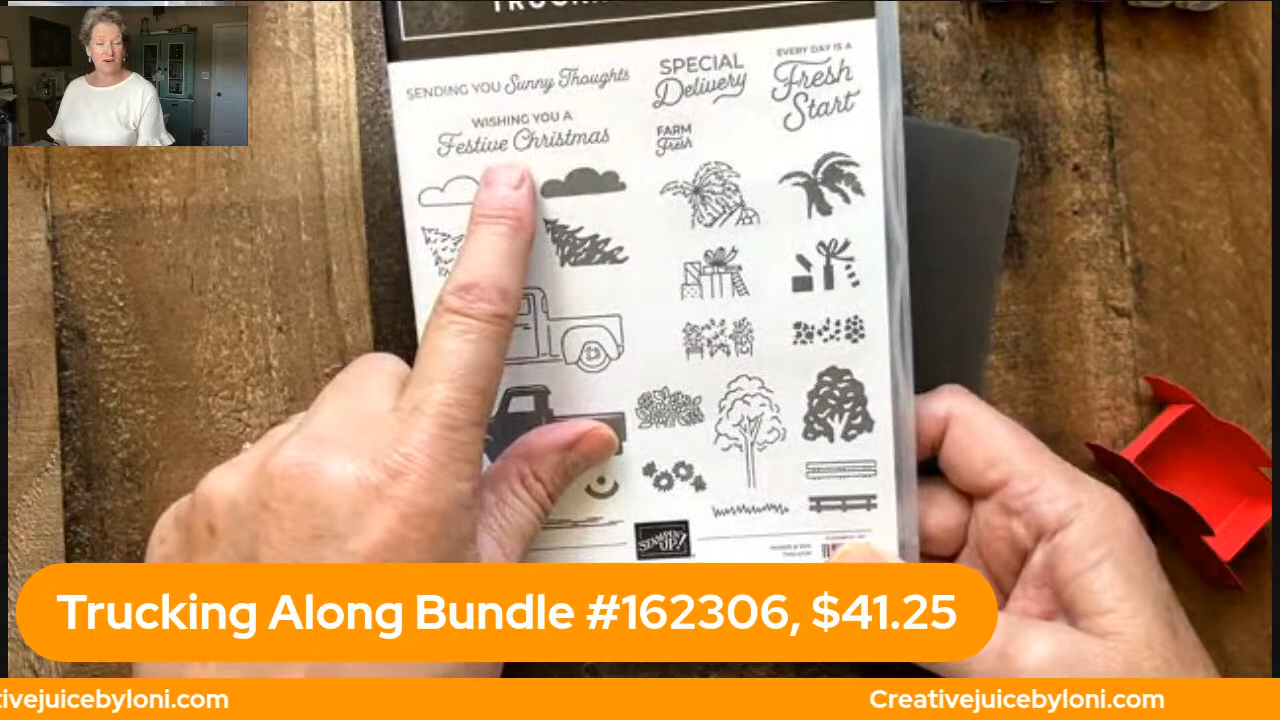 SENDING YOU Sunny Thoughts
WISHING YOU A
Festive Christmas
SPECIAL
Delivery
EVERY DAY IS A
Fresh
Start
FARM
Fresh
STAMPIN'
UP!
Trucking Along Bundle #162306, $41.25
tivejuicebyloni.com
Creativejuicebyloni.com